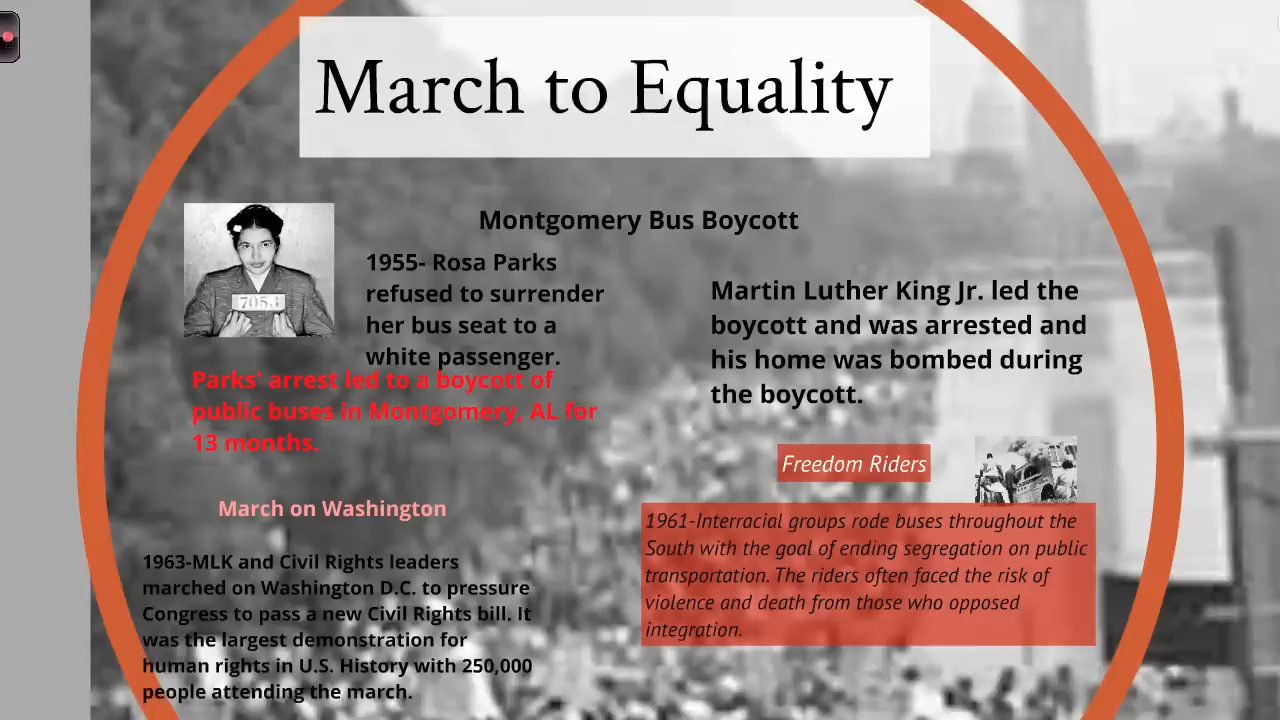 March to Equality
Montgomery Bus Boycott
7053
1955- Rosa Parks
refused to surrender
her bus seat to a
white passenger.
Parks' arrest led to a boycott of
public buses in Montgomery, AL for
13 months.
Martin Luther King Jr. led the
boycott and was arrested and
his home was bombed during
the boycott.
Freedom Riders
1961-Interracial groups rode buses throughout the
South with the goal of ending segregation on public
transportation. The riders often faced the risk of
violence and death from those who opposed
integration.
March on Washington
1963-MLK and Civil Rights leaders
marched on Washington D.C. to pressure
Congress to pass a new Civil Rights bill. It
was the largest demonstration for
human rights in U.S. History with 250,000
people attending the march.